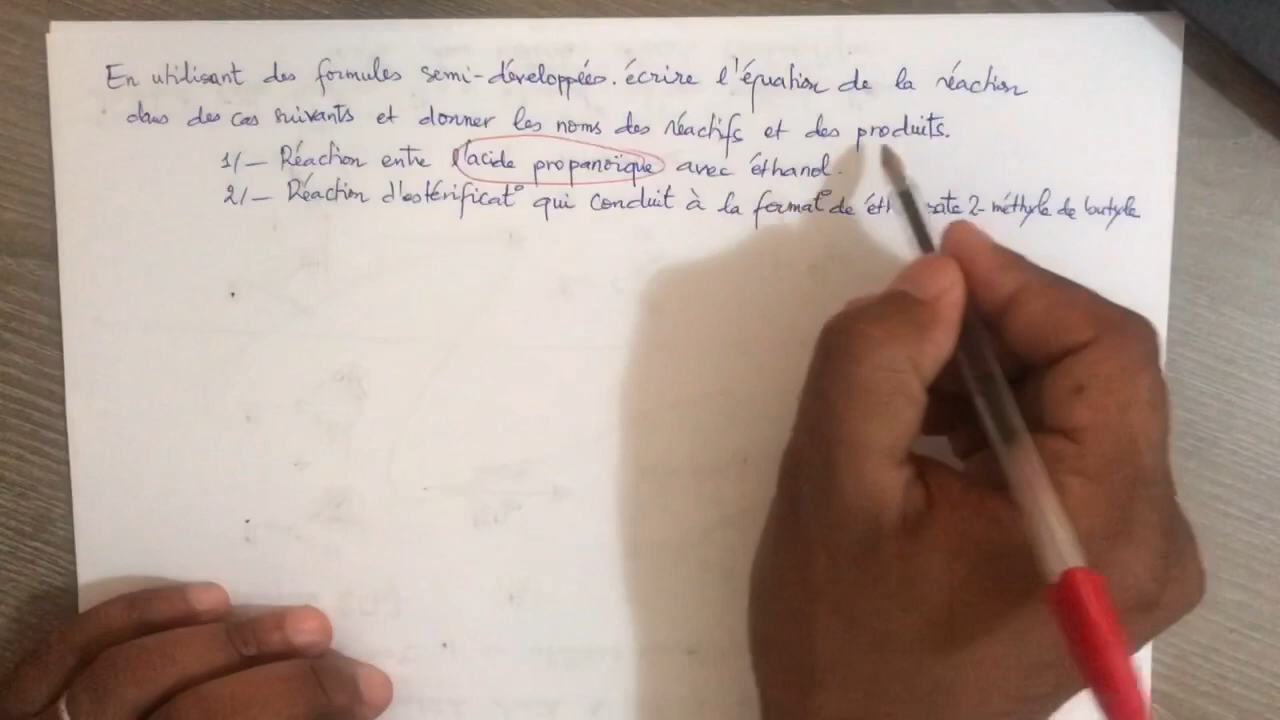 En utilisant des formules semi-développées. écrire l'équation de la réaction
dans des cas suivants et donner les noms des réactifs et des produits.
1/- Réaction entre l'acide propanoïque avec éthanol.
2/- Réaction d'estérificat° qui conduit à la format° de 2-méthyle de butyle